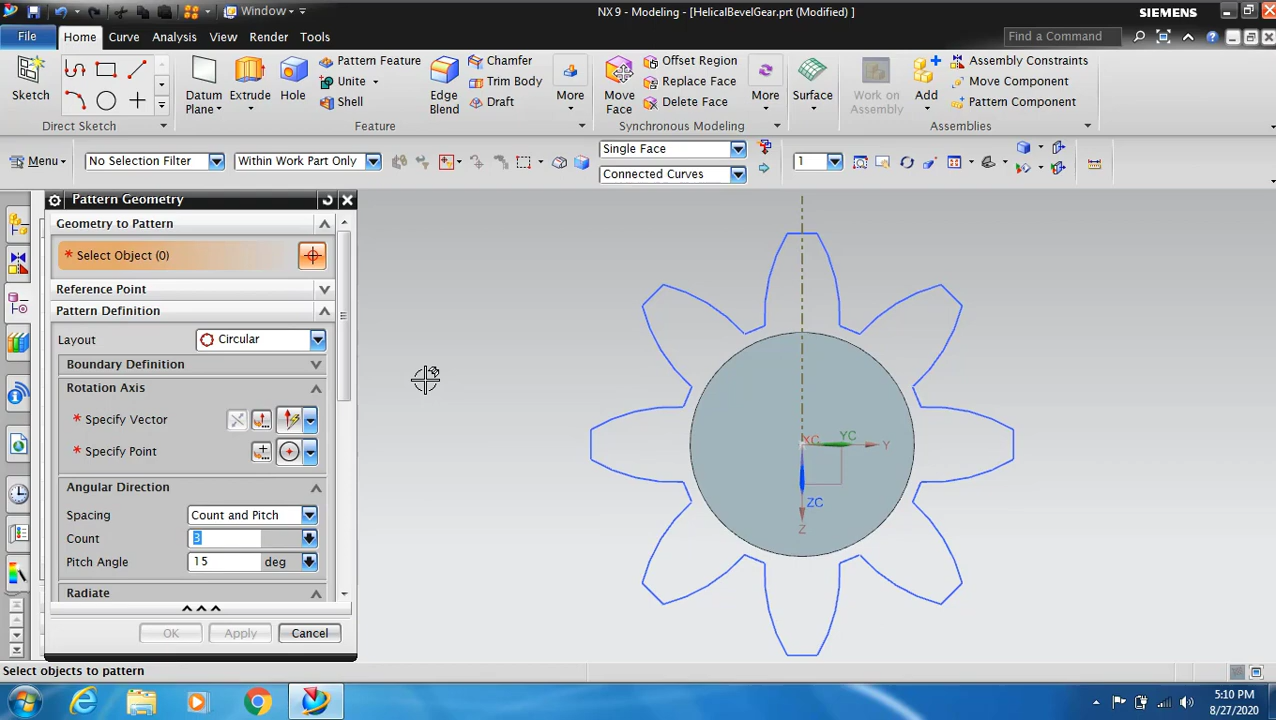 Window
NX 9 - Modeling - [HelicalBevelGear.prt (Modified) ]
SIEMENS
File Home Curve Analysis View Render Tools
Find a Command
Sketch
Direct Sketch
Datum Plane
Extrude
Hole
Pattern Feature
Unite
Shell
Edge Blend
Chamfer
Trim Body
Draft
More
Feature
Move Face
Offset Region
Replace Face
Delete Face
More
Synchronous Modeling
Surface
Work on Assembly
Add
Assembly Constraints
Move Component
Pattern Component
Assemblies
Menu
No Selection Filter
Within Work Part Only
Single Face
Connected Curves
1
Pattern Geometry
Geometry to Pattern
* Select Object (0)
Reference Point
Pattern Definition
Layout Circular
Boundary Definition
Rotation Axis
* Specify Vector
* Specify Point
Angular Direction
Spacing Count and Pitch
Count 3
Pitch Angle 15 deg
Radiate
OK Apply Cancel
XC YC Y
ZC
Z
Select objects to pattern
5:10 PM
8/27/2020